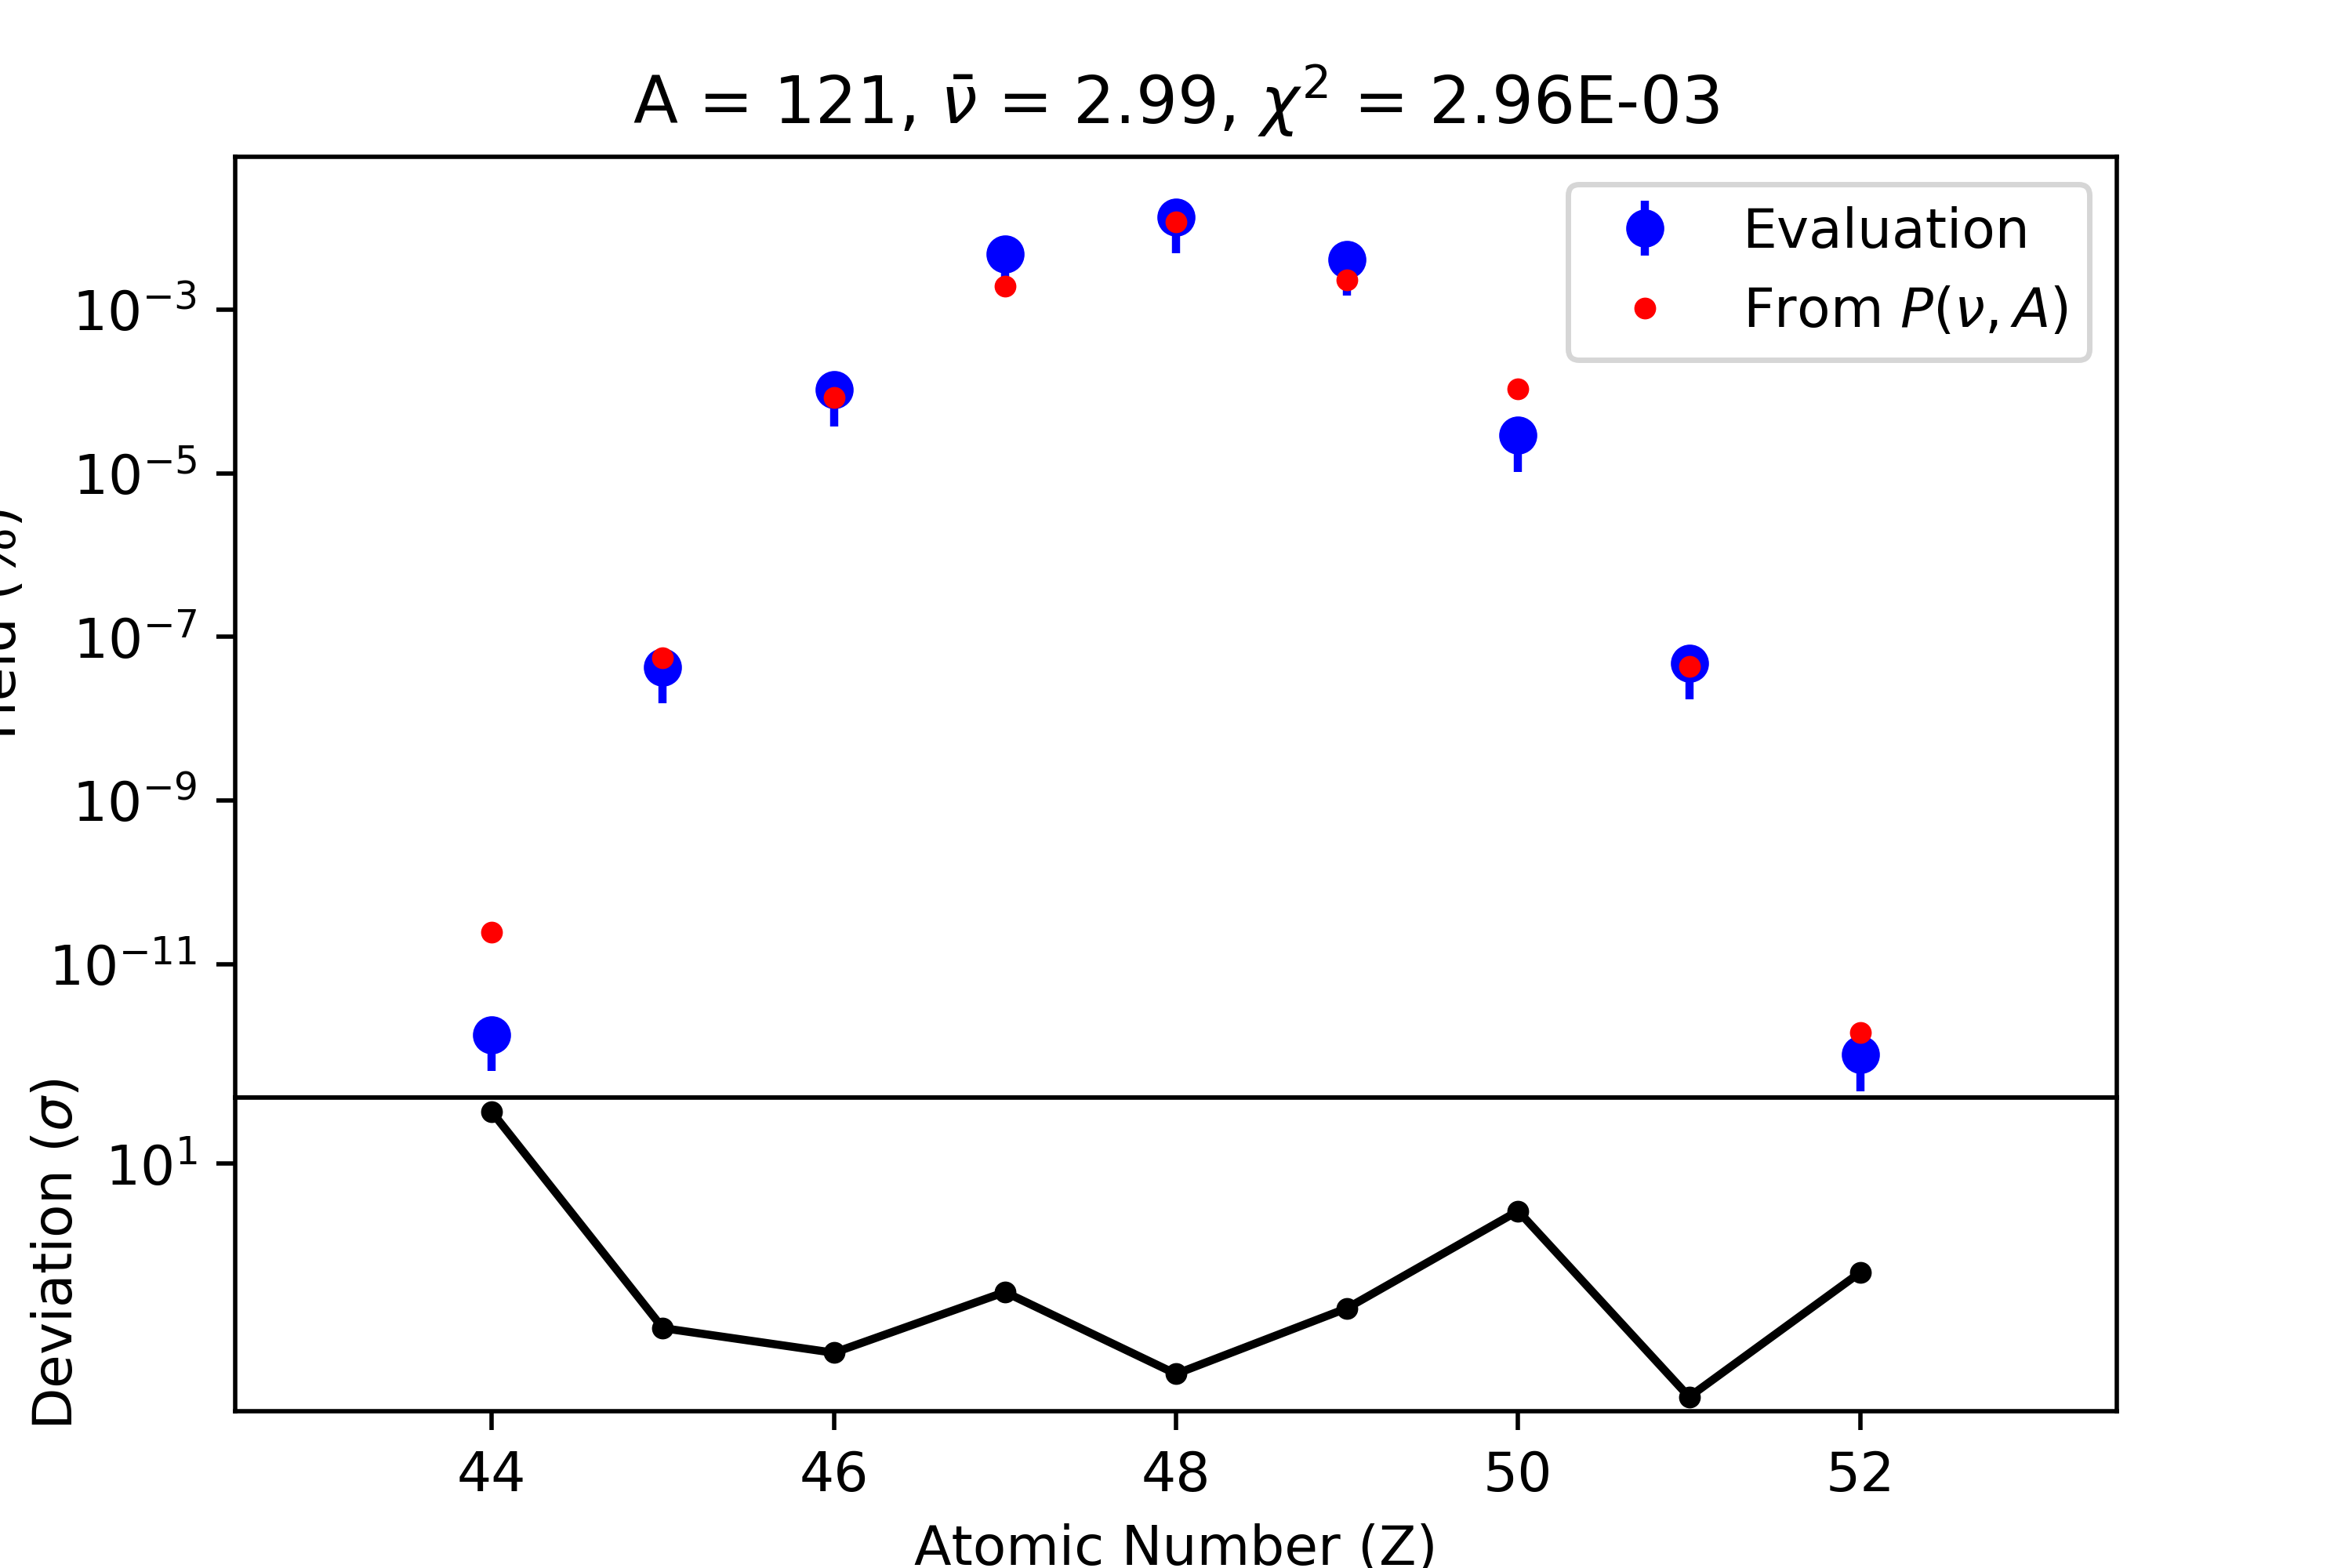 A = 121, ν̄ = 2.99, χ² = 2.96E-03
Evaluation
From P(ν, A)
10⁻³
10⁻⁵
10⁻⁷
10⁻⁹
10⁻¹¹
(%)
10¹
Deviation (σ)
44 46 48 50 52
Atomic Number (Z)